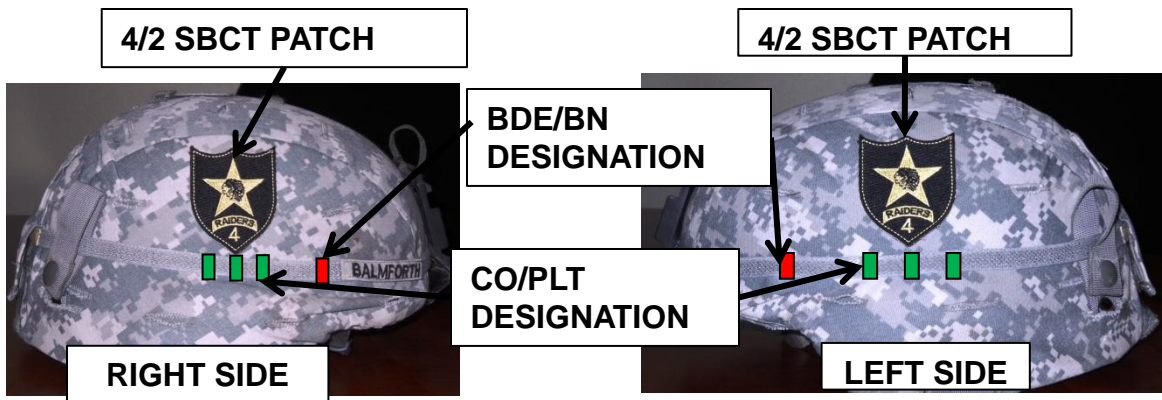 4/2 SBCT PATCH
4/2 SBCT PATCH
BDE/BN
DESIGNATION
RAIDERS
4
RAIDERS
4
BALMFORTH
CO/PLT
DESIGNATION
RIGHT SIDE
LEFT SIDE